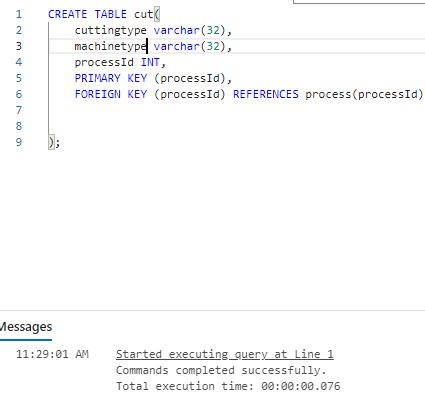 1 CREATE TABLE cut(
2 cuttingtype varchar(32),
3 machinetype varchar(32),
4 processId INT,
5 PRIMARY KEY (processId),
6 FOREIGN KEY (processId) REFERENCES process(processId)
7
8
9 );
Messages
11:29:01 AM Started executing query at Line 1
Commands completed successfully.
Total execution time: 00:00:00.076